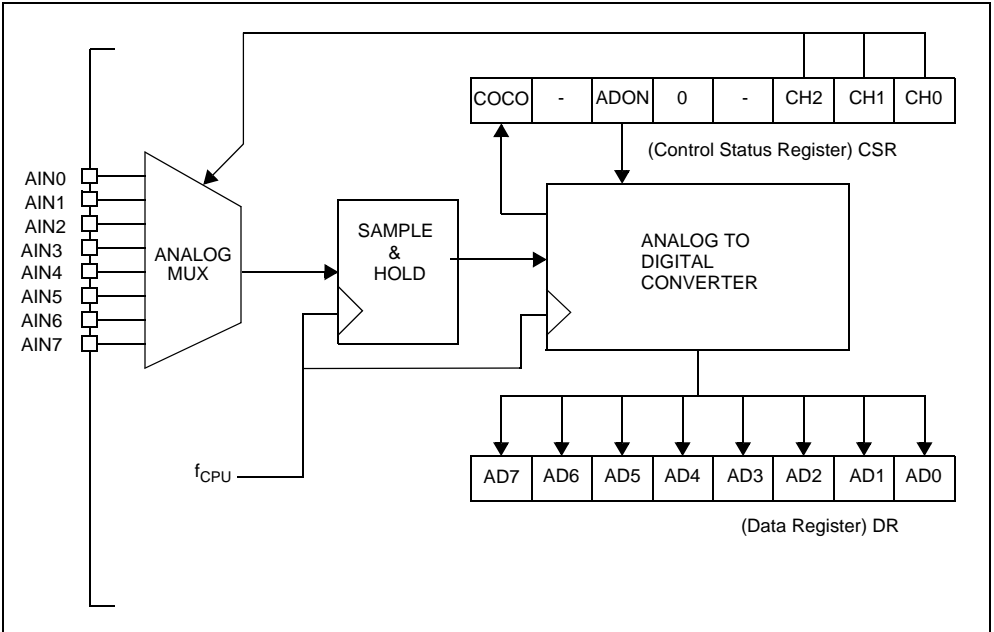 COCO - ADON 0 - CH2 CH1 CH0
(Control Status Register) CSR
AIN0
AIN1
AIN2
AIN3
AIN4
AIN5
AIN6
AIN7
ANALOG
MUX
SAMPLE
&
HOLD
ANALOG TO
DIGITAL
CONVERTER
fCPU
AD7 AD6 AD5 AD4 AD3 AD2 AD1 AD0
(Data Register) DR